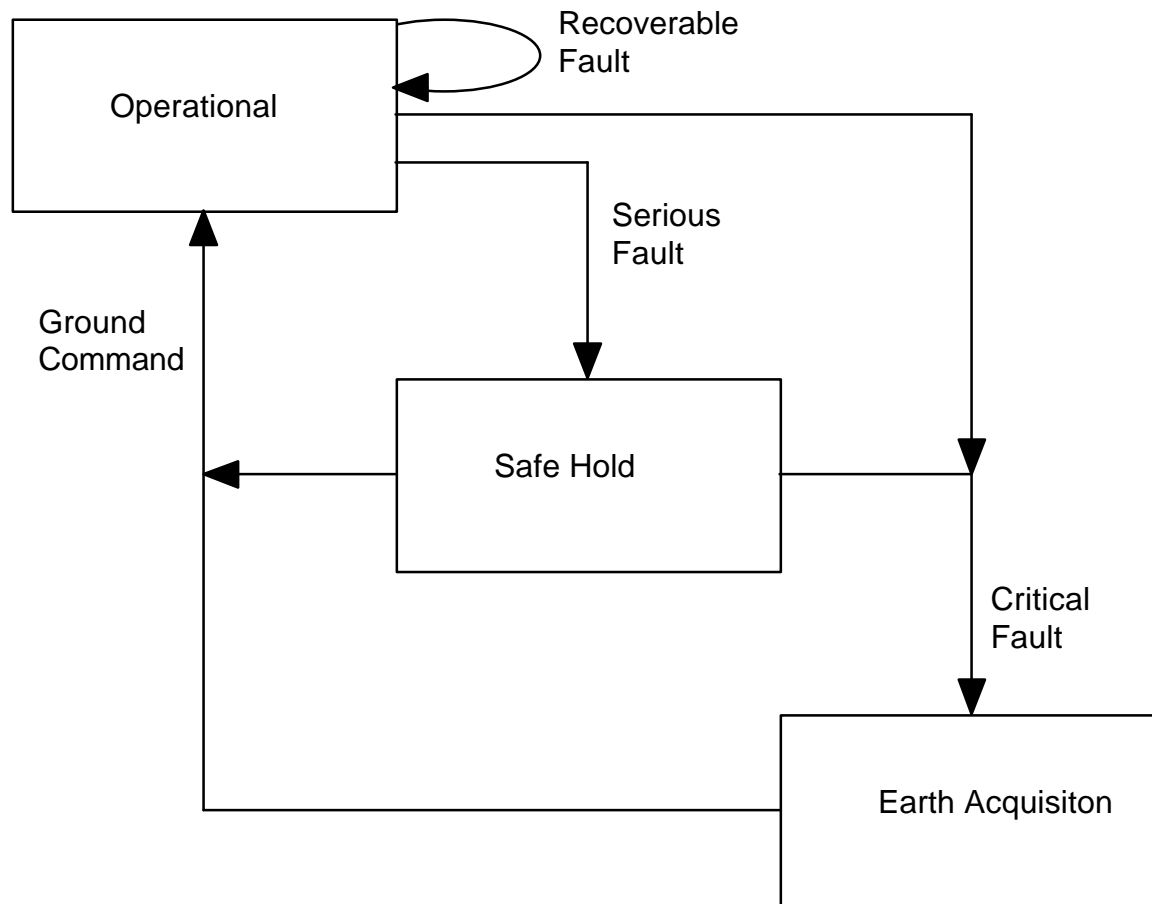 Recoverable
Fault
Operational
Serious
Fault
Ground
Command
Safe Hold
Critical
Fault
Earth Acquisiton